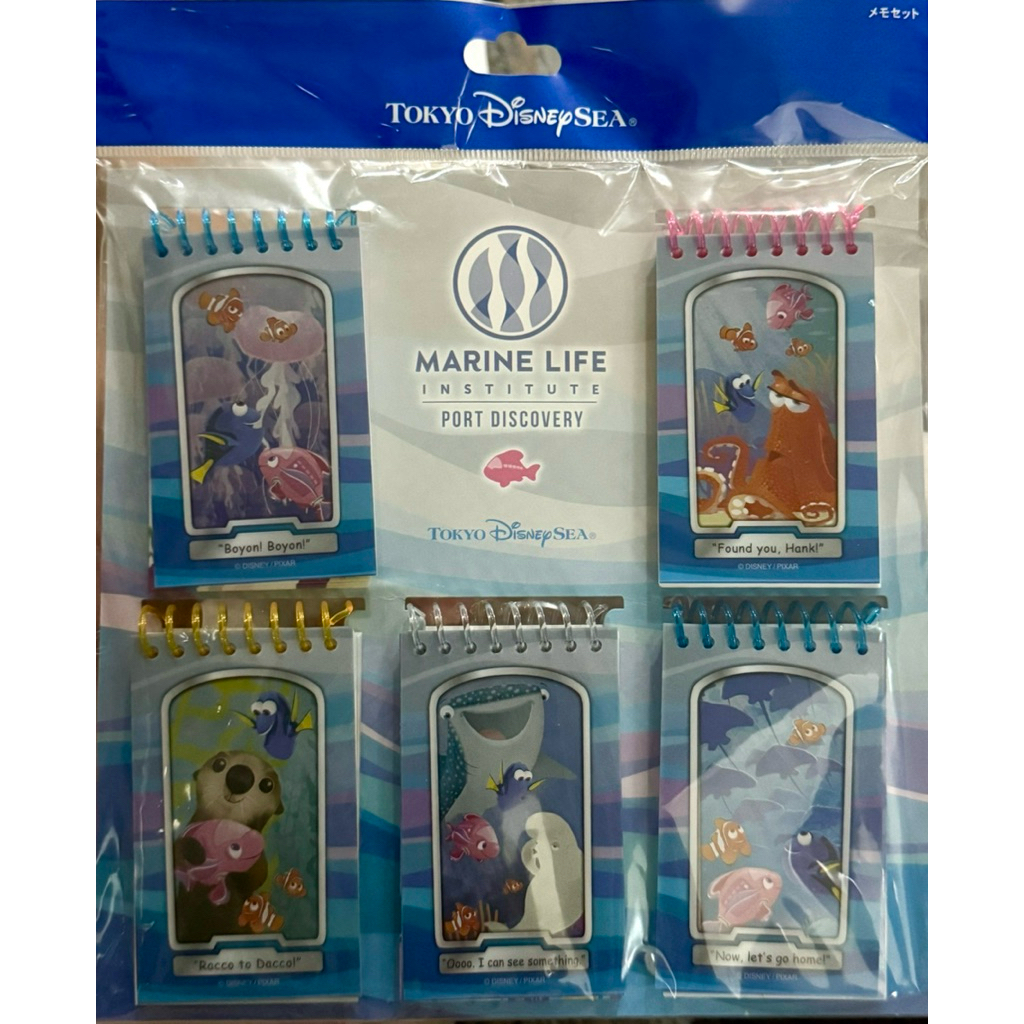 メモセット
TOKYO DISNEYSEA®
MARINE LIFE
INSTITUTE
PORT DISCOVERY
TOKYO DISNEYSEA®
"Boyon! Boyon!"
© DISNEY / PIXAR
"Found you, Hank!"
© DISNEY / PIXAR
"Racco to Dacco!"
© DISNEY / PIXAR
"Oooo, I can see something."
© DISNEY / PIXAR
"Now, let's go home!"
© DISNEY / PIXAR